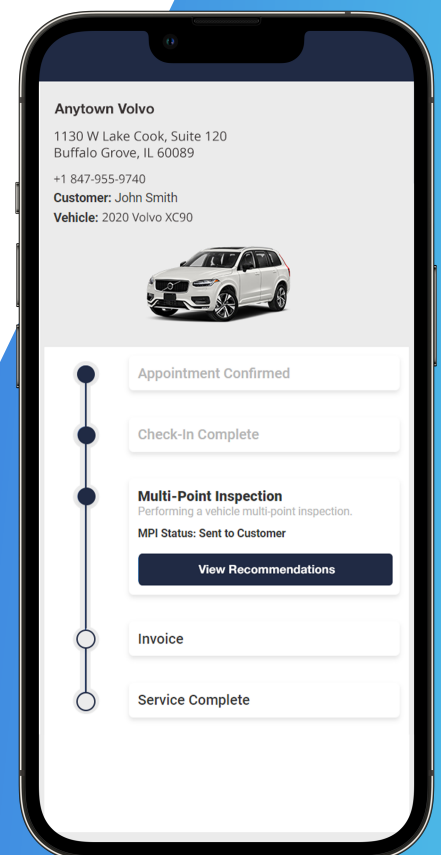 Anytown Volvo
1130 W Lake Cook, Suite 120
Buffalo Grove, IL 60089
+1 847-955-9740
Customer: John Smith
Vehicle: 2020 Volvo XC90
Appointment Confirmed
Check-In Complete
Multi-Point Inspection
Performing a vehicle multi-point inspection.
MPI Status: Sent to Customer
View Recommendations
Invoice
Service Complete